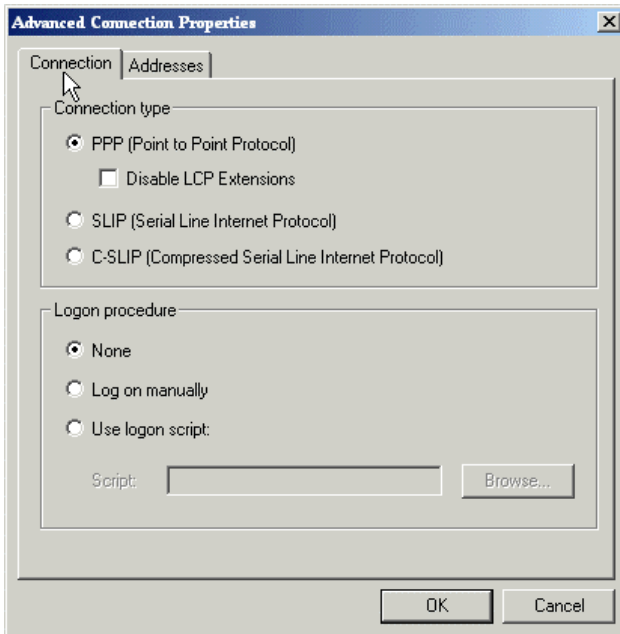 Advanced Connection Properties
Connection Addresses
Connection type
PPP (Point to Point Protocol)
Disable LCP Extensions
SLIP (Serial Line Internet Protocol)
C-SLIP (Compressed Serial Line Internet Protocol)
Logon procedure
None
Log on manually
Use logon script:
Script: Browse...
OK Cancel